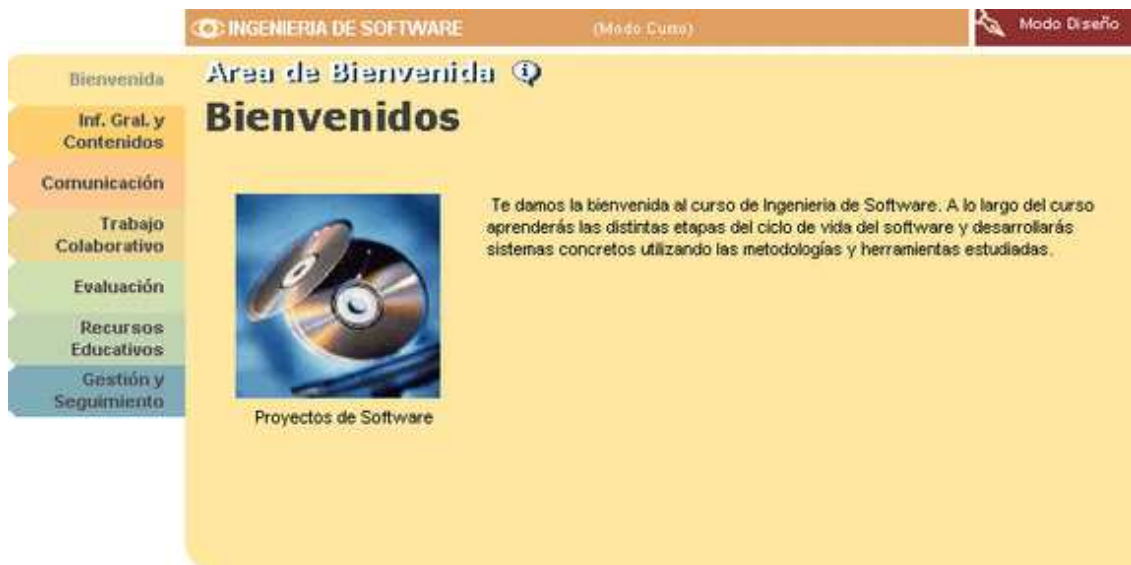 INGENIERIA DE SOFTWARE
(Modo Curso)
Modo Diseño
Bienvenida
Inf. Gral. y
Contenidos
Comunicación
Trabajo
Colaborativo
Evaluación
Recursos
Educativos
Gestión y
Seguimiento
Area de Bienvenida
Bienvenidos
Te damos la bienvenida al curso de Ingenieria de Software. A lo largo del curso
aprenderás las distintas etapas del ciclo de vida del software y desarrollarás
sistemas concretos utilizando las metodologías y herramientas estudiadas.
Proyectos de Software